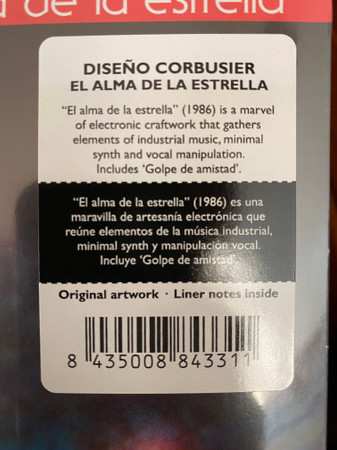 a de la estrella
DISEÑO CORBUSIER
EL ALMA DE LA ESTRELLA
“El alma de la estrella” (1986) is a marvel
of electronic craftwork that gathers
elements of industrial music, minimal
synth and vocal manipulation.
Includes ‘Golpe de amistad’.
“El alma de la estrella” (1986) es una
maravilla de artesanía electrónica que
reúne elementos de la música industrial,
minimal synth y manipulación vocal.
Incluye ‘Golpe de amistad’.
Original artwork · Liner notes inside
8 435008 843311